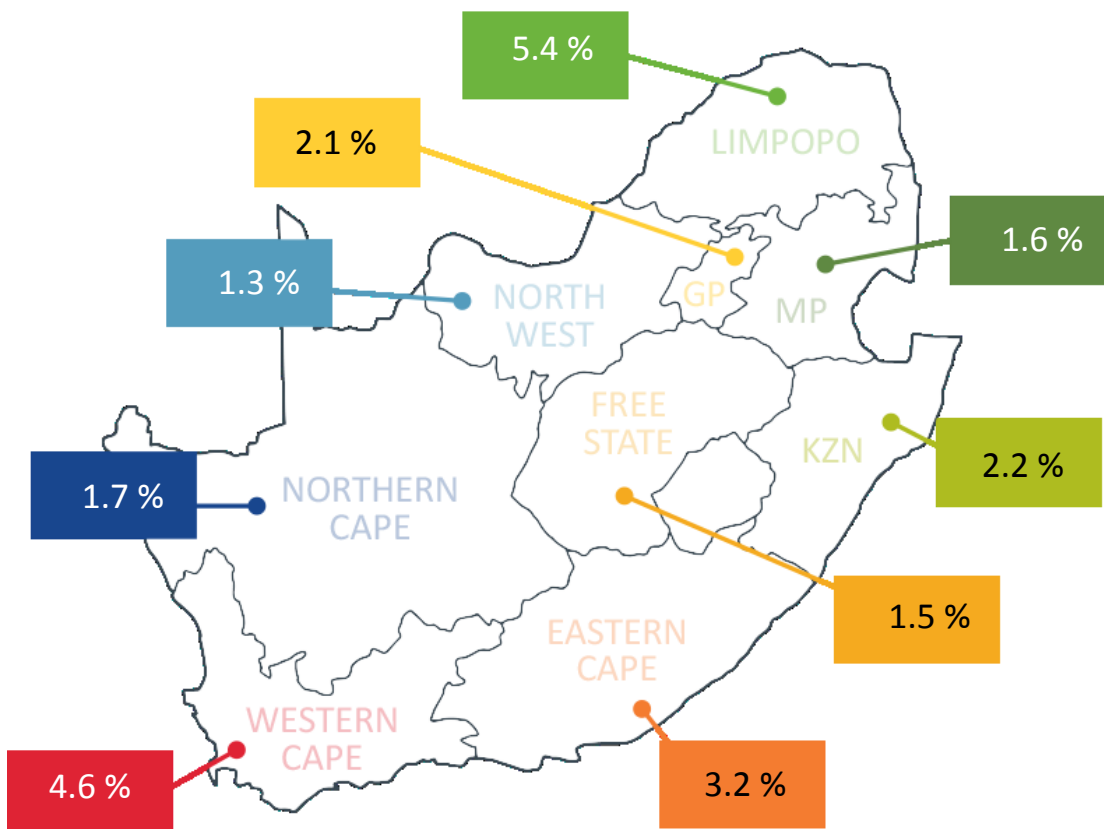 5.4 %
LIMPOPO
2.1 %
1.6 %
1.3 %
NORTH
WEST
GP
MP
FREE
STATE
KZN
2.2 %
1.7 %
NORTHERN
CAPE
1.5 %
EASTERN
CAPE
WESTERN
CAPE
4.6 %
3.2 %